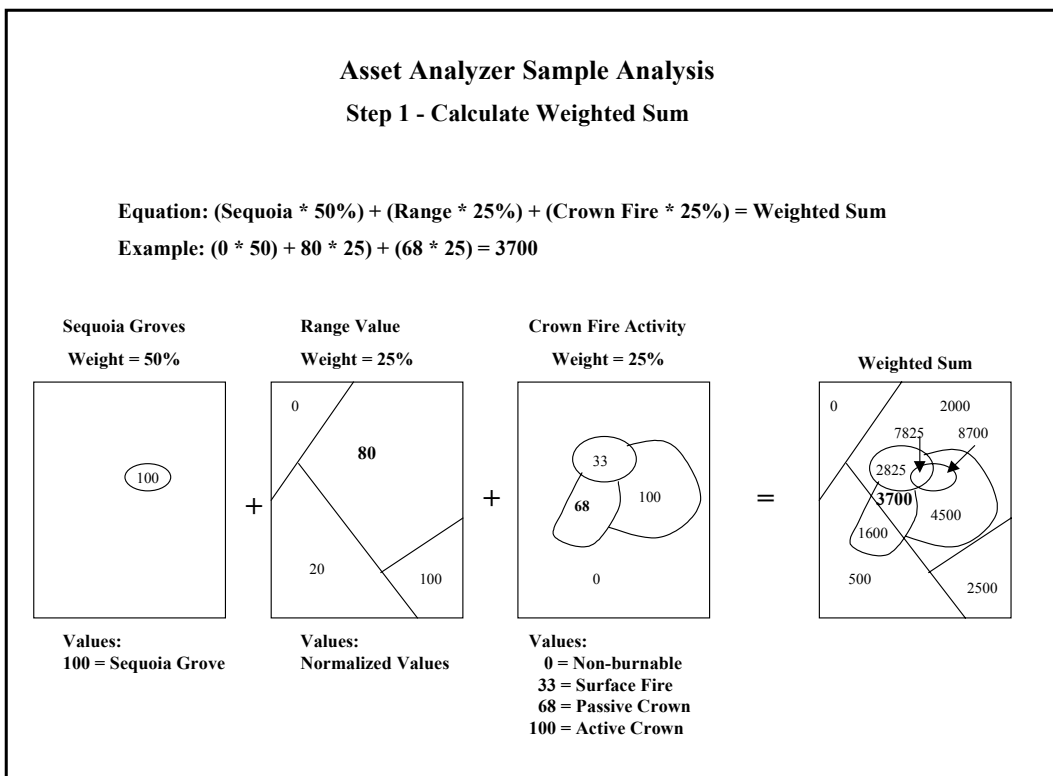 Asset Analyzer Sample Analysis
Step 1 - Calculate Weighted Sum
Equation: (Sequoia * 50%) + (Range * 25%) + (Crown Fire * 25%) = Weighted Sum
Example: (0 * 50) + 80 * 25) + (68 * 25) = 3700
Sequoia Groves
Weight = 50%
100
Values:
100 = Sequoia Grove
+
Range Value
Weight = 25%
0
80
20
100
Values:
Normalized Values
+
Crown Fire Activity
Weight = 25%
33
68
100
0
Values:
0 = Non-burnable
33 = Surface Fire
68 = Passive Crown
100 = Active Crown
=
Weighted Sum
0
2000
7825
8700
2825
3700
4500
1600
500
2500